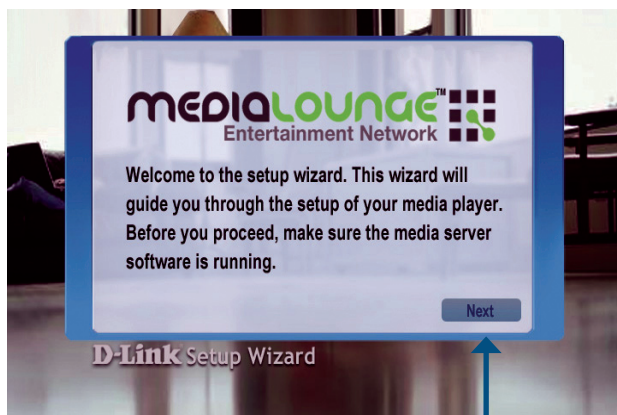 MEDIALOUNGE™
Entertainment Network
Welcome to the setup wizard. This wizard will
guide you through the setup of your media player.
Before you proceed, make sure the media server
software is running.
Next
D-Link Setup Wizard